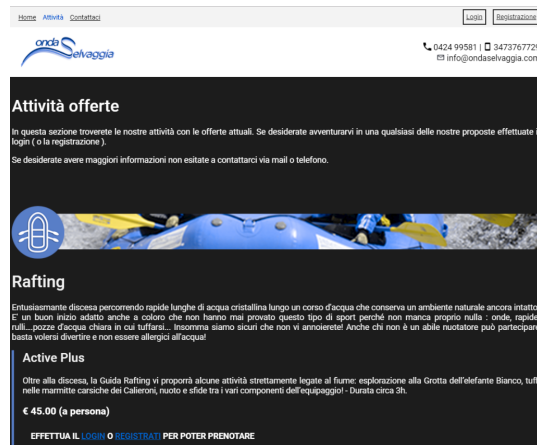 Home Attività Contattaci
Login Registrazione
onda Selvaggia
0424 99581 | 3473767729
info@ondaselvaggia.com
Attività offerte
In questa sezione troverete le nostre attività con le offerte attuali. Se desiderate avventurarvi in una qualsiasi delle nostre proposte effettuate
login ( o la registrazione ).
Se desiderate avere maggiori informazioni non esitate a contattarci via mail o telefono.
Rafting
Entusiasmante discesa percorrendo rapide lunghe di acqua cristallina lungo un corso d'acqua che conserva un ambiente naturale ancora intatto
E' un buon inizio adatto anche a coloro che non hanno mai provato questo tipo di sport perché non manca proprio nulla : onde, rapide
rulli...pozze d'acqua chiara in cui tuffarsi... Insomma siamo sicuri che non vi annoierete! Anche chi non è un abile nuotatore può partecipare
basta volersi divertire e non essere allergici all'acqua!
Active Plus
Oltre alla discesa, la Guida Rafting vi proporrà alcune attività strettamente legate al fiume: esplorazione alla Grotta dell'elefante Bianco, tuff
nelle marmitte carsiche dei Calieroni, nuoto e sfide tra i vari componenti dell'equipaggio! - Durata circa 3h.
€ 45.00 (a persona)
EFFETTUA IL LOGIN O REGISTRATI PER POTER PRENOTARE